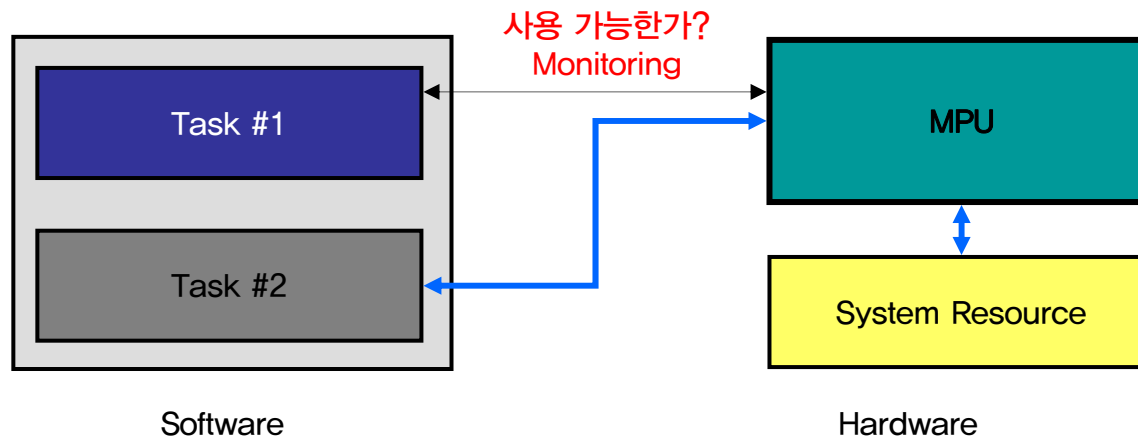 사용 가능한가?
Monitoring
Task #1
MPU
Task #2
System Resource
Software
Hardware